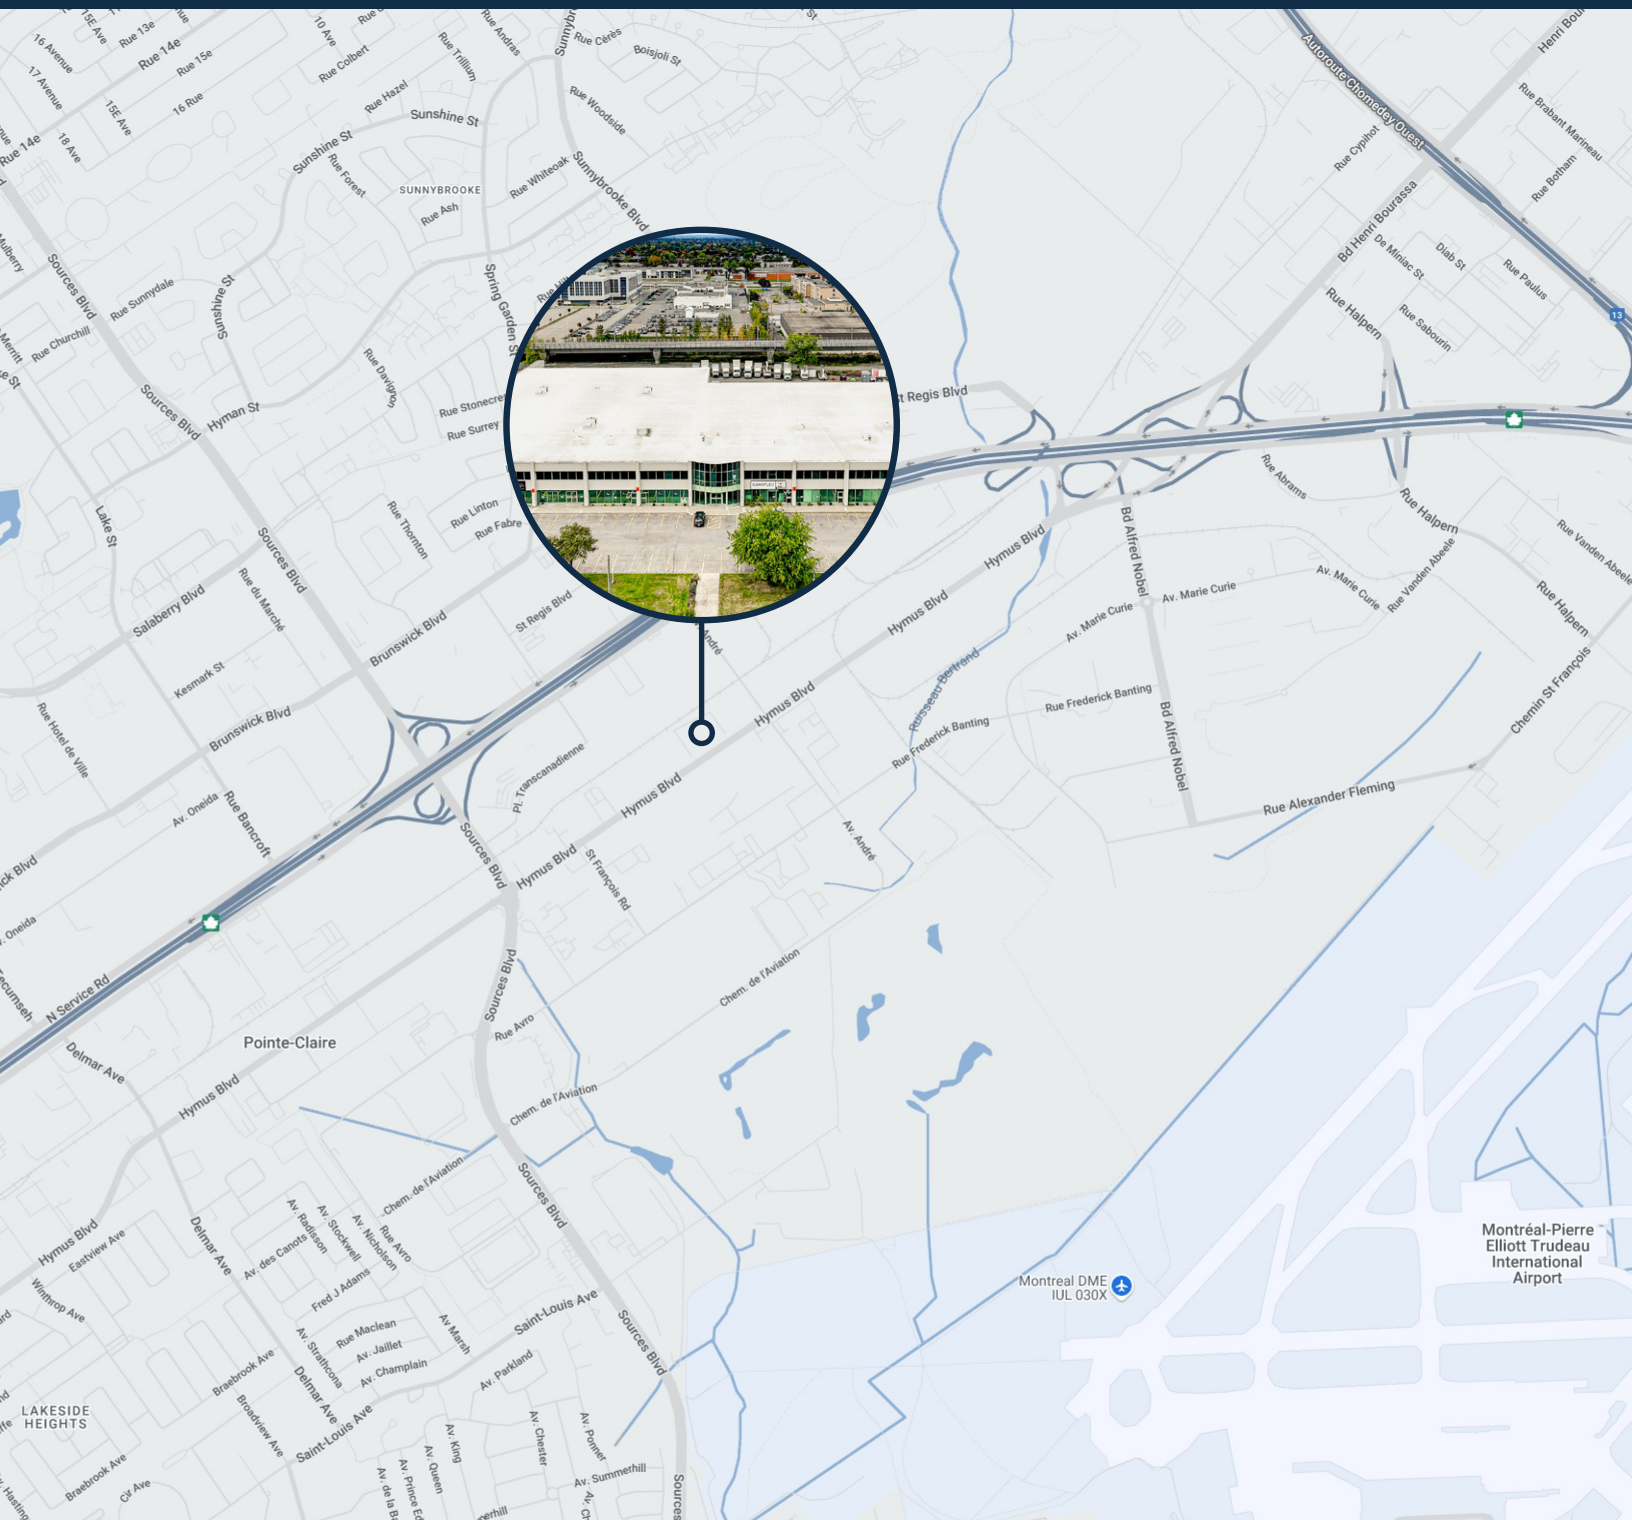 15E Ave
Rue 13e
Rue 14e
Rue 15e
16 Avenue
17 Avenue
15E Ave
16 Rue
18 Ave
Rue 14e
10 Ave
Rue Colbert
Rue Hazel
Rue Trillium
Rue Andras
Rue Cérès
Boisjoli St
Rue Woodside
Sunshine St
Sunshine St
Rue Forest
SUNNYBROOKE
Rue Ash
Rue Whiteoak
Sunnybrooke Blvd
Autoroute Chomedey Ouest
Rue Cypihot
Rue Brabant Marineau
Rue Botham
Bd Henri Bourassa
De Miniac St
Diab St
Rue Paulus
Rue Halpern
Rue Sabourin
13
Sources Blvd
Rue Sunnydale
Sunshine St
Rue Churchill
Spring Garden St
Rue Davignon
Sources Blvd
Hyman St
Rue Surrey
St Regis Blvd
Rue Abrams
Rue Halpern
Lake St
Rue Thornton
Rue Linton
Rue Fabre
Sources Blvd
Rue du Marché
Salaberry Blvd
Brunswick Blvd
St Regis Blvd
Hymus Blvd
Bd Alfred Nobel
Av. Marie Curie
Av. Marie Curie
Av. Marie Curie
Rue Vanden Abeele
Rue Vanden Abeele
Rue Halpern
Hymus Blvd
André
Kesmark St
Brunswick Blvd
Rue Hotel de Ville
Hymus Blvd
Ruisseau Bertrand
Rue Frederick Banting
Rue Frederick Banting
Bd Alfred Nobel
Chemin St François
Pl. Transcanadienne
Hymus Blvd
Av. Oneida
Rue Bancroft
Sources Blvd
Hymus Blvd
St François Rd
Av. André
Rue Alexander Fleming
N Service Rd
Sources Blvd
Chem. de l'Aviation
Rue Avro
Pointe-Claire
Delmar Ave
Hymus Blvd
Chem. de l'Aviation
Chem. de l'Aviation
Sources Blvd
Hymus Blvd
Eastview Ave
Winthrop Ave
Delmar Ave
Av. des Canots
Av. Radisson
Av. Stockwell
Av. Nicholson
Rue Avro
Fred J Adams
Montréal-Pierre
Elliott Trudeau
International
Airport
Montreal DME
IUL 030X
Saint-Louis Ave
Sources Blvd
Rue Maclean
Av. Jaillet
Av. Champlain
Av Marsh
Av. Parkland
Av. Strathcona
Delmar Ave
Braebrook Ave
Broadview Ave
Saint-Louis Ave
LAKESIDE
HEIGHTS
Braebrook Ave
Cir Ave
Av. King
Av. Queen
Av. Chester
Av. Ponner
Av. Summerhill
Sources